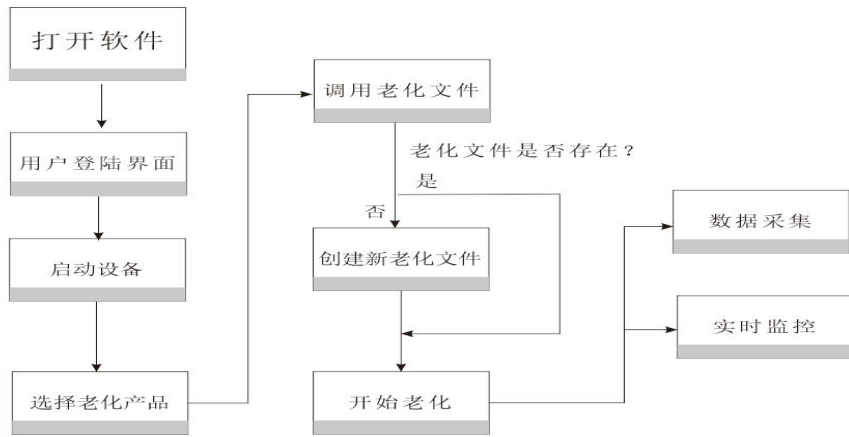 打开软件
用户登陆界面
启动设备
选择老化产品
调用老化文件
老化文件是否存在？
是
否
创建新老化文件
开始老化
数据采集
实时监控